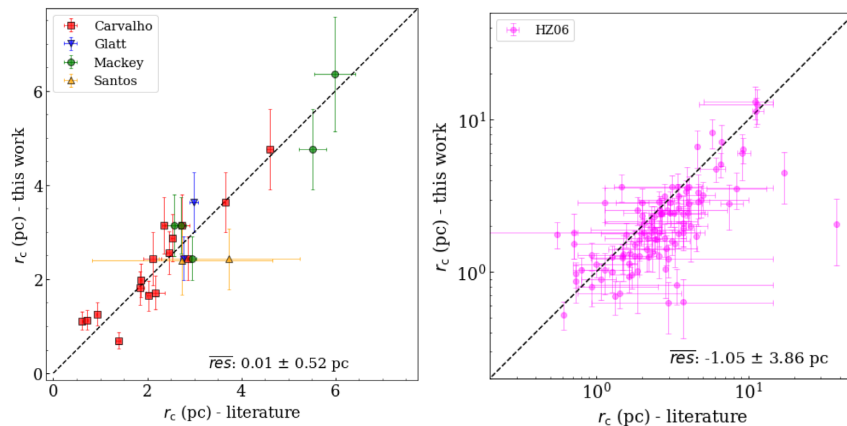 Carvalho
Glatt
Mackey
Santos
6
4
2
0
r_c (pc) - this work
res: 0.01 ± 0.52 pc
0
2
4
6
r_c (pc) - literature
HZ06
10^1
10^0
r_c (pc) - this work
res: -1.05 ± 3.86 pc
10^0
10^1
r_c (pc) - literature